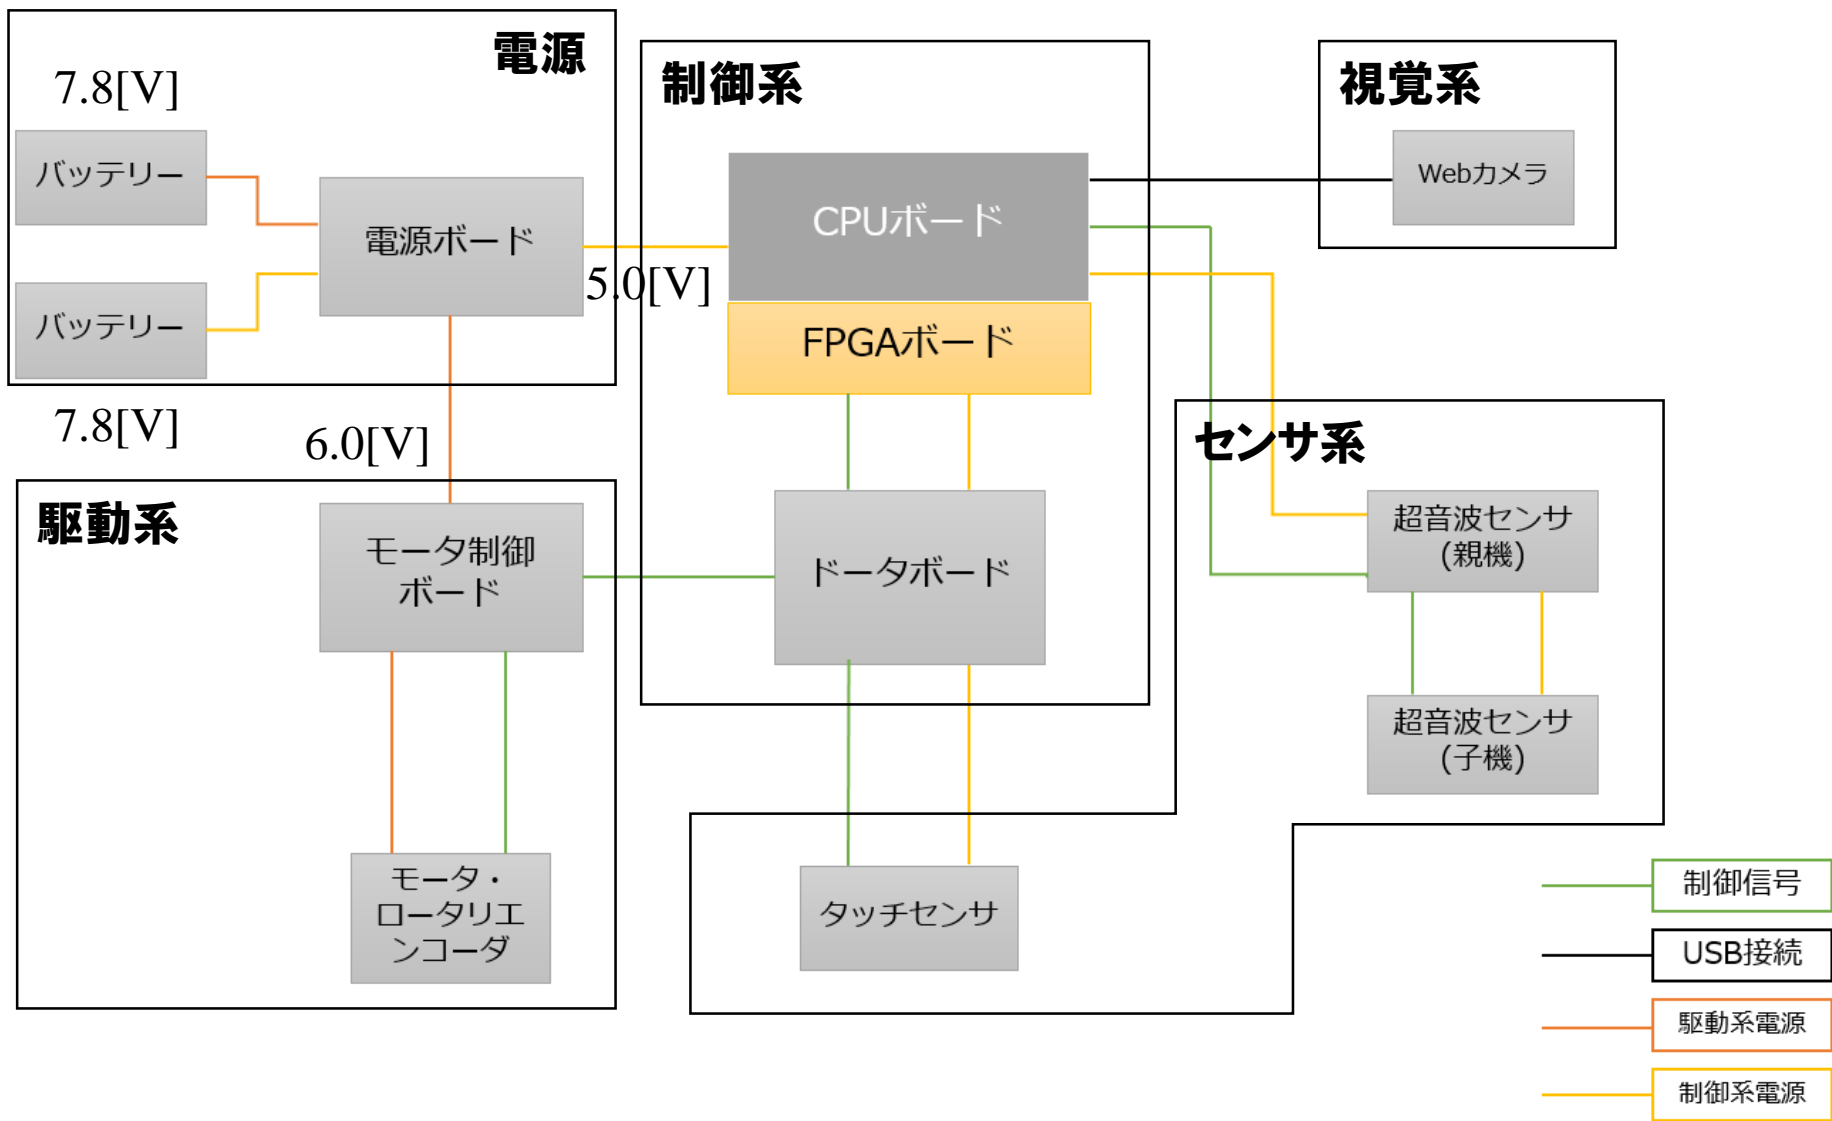 電源
7.8[V]
バッテリー
電源ボード
バッテリー
7.8[V]
5.0[V]
6.0[V]
制御系
CPUボード
FPGAボード
ドータボード
視覚系
Webカメラ
駆動系
モータ制御
ボード
モータ・
ロータリエ
ンコーダ
センサ系
超音波センサ
(親機)
超音波センサ
(子機)
タッチセンサ
制御信号
USB接続
駆動系電源
制御系電源